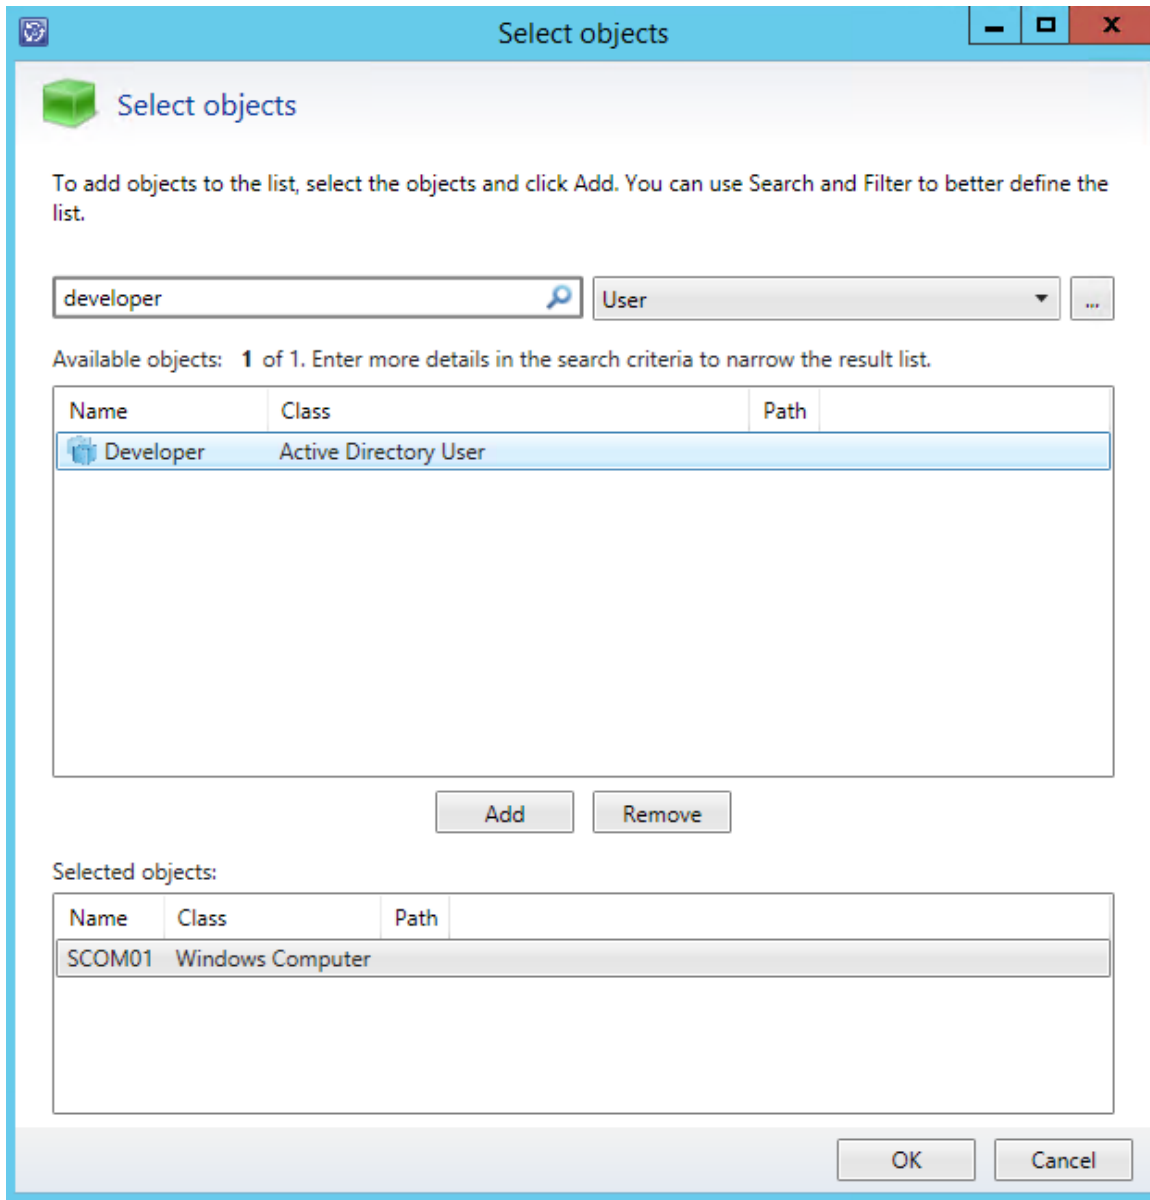 Select objects
Select objects
To add objects to the list, select the objects and click Add. You can use Search and Filter to better define the
list.
developer User ...
Available objects: 1 of 1. Enter more details in the search criteria to narrow the result list.
Name Class Path
Developer Active Directory User
Add Remove
Selected objects:
Name Class Path
SCOM01 Windows Computer
OK Cancel